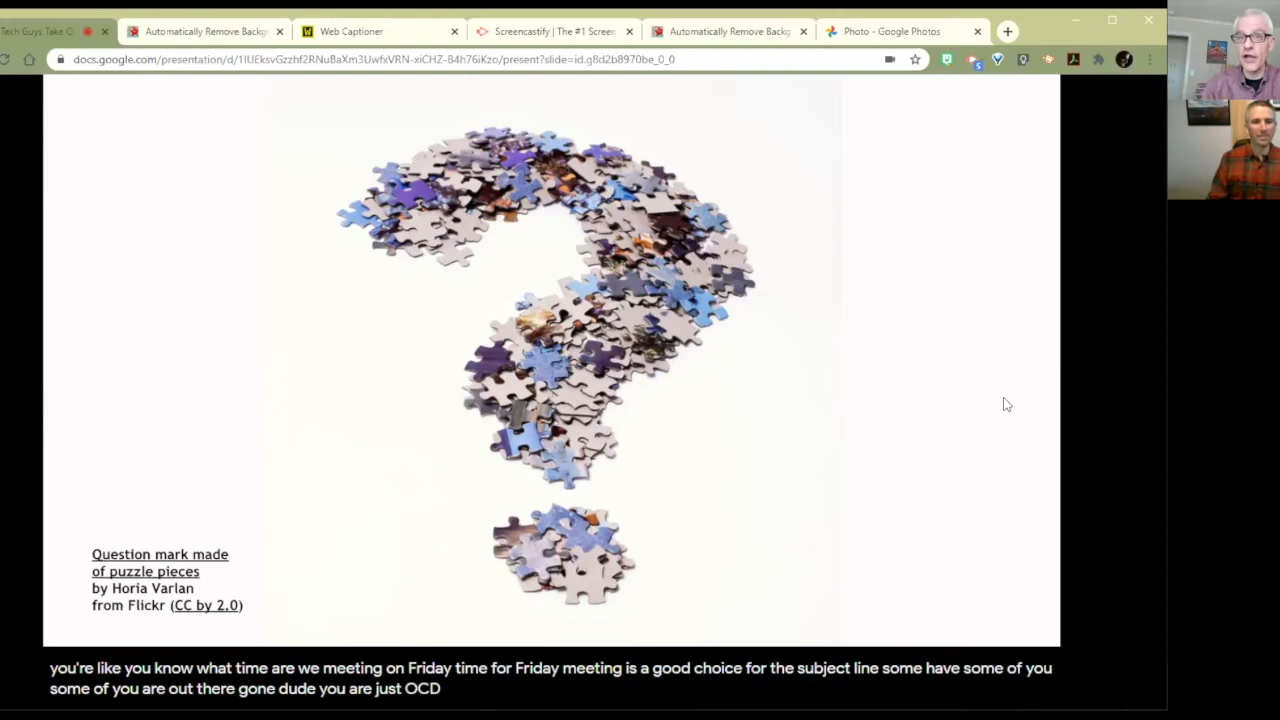 Tech Guys Take O
Automatically Remove Backg
Web Captioner
Screencastify | The #1 Screen
Automatically Remove Backg
Photo - Google Photos
docs.google.com/presentation/d/1IUEksvGzzhf2RNuBaXm3UwfxVRN-xiCHZ-B4h76iKzo/present?slide=id.g8d2b8970be_0_0
5
Question mark made
of puzzle pieces
by Horia Varlan
from Flickr (CC by 2.0)
you're like you know what time are we meeting on Friday time for Friday meeting is a good choice for the subject line some have some of you
some of you are out there gone dude you are just OCD